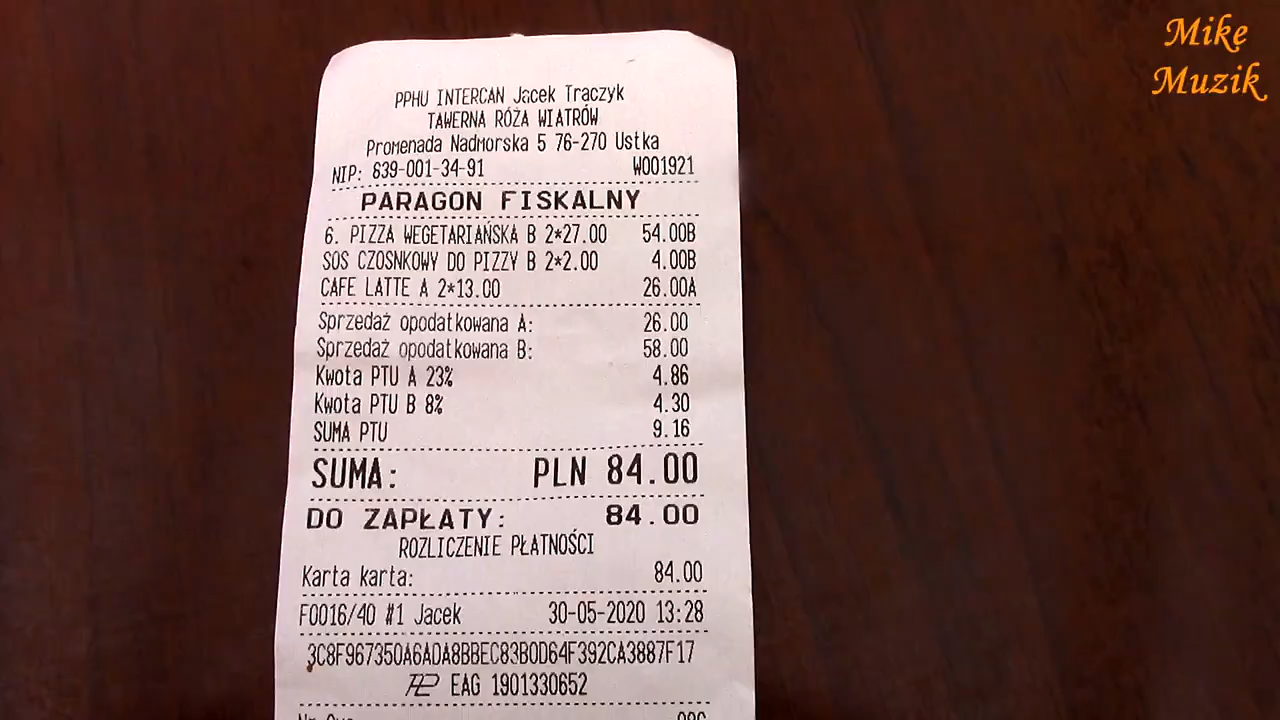 Mike
Muzik
PPHU INTERCAN Jacek Traczyk
TAWERNA RÓŻA WIATRÓW
Promenada Nadmorska 5 76-270 Ustka
NIP: 839-001-34-91 W001921
PARAGON FISKALNY
6. PIZZA WEGETARIAŃSKA B 2*27.00 54.00B
SOS CZOSNKOWY DO PIZZY B 2*2.00 4.00B
CAFE LATTE A 2*13.00 26.00A
Sprzedaż opodatkowana A: 26.00
Sprzedaż opodatkowana B: 58.00
Kwota PTU A 23% 4.86
Kwota PTU B 8% 4.30
SUMA PTU 9.16
SUMA: PLN 84.00
DO ZAPŁATY: 84.00
ROZLICZENIE PŁATNOŚCI
Karta karta: 84.00
F0016/40 #1 Jacek 30-05-2020 13:28
3C8F967350A6ADA8BBEC83B0D64F392CA3887F17
EAG 1901330652